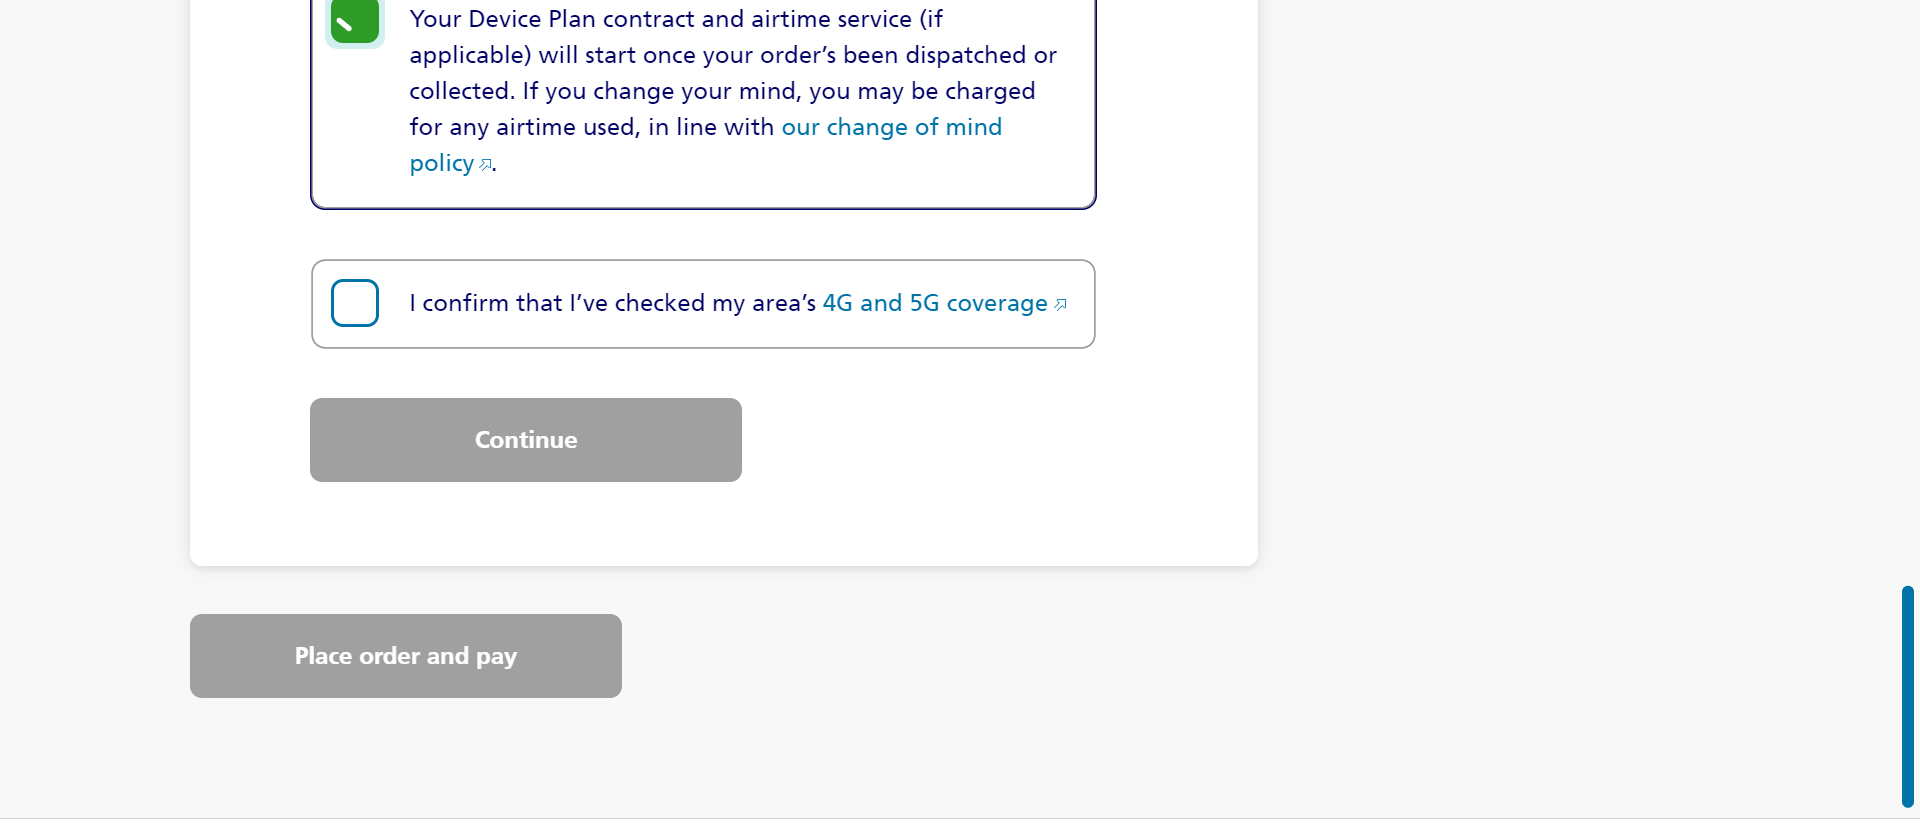 Your Device Plan contract and airtime service (if
applicable) will start once your order’s been dispatched or
collected. If you change your mind, you may be charged
for any airtime used, in line with our change of mind
policy.
I confirm that I’ve checked my area’s 4G and 5G coverage
Continue
Place order and pay